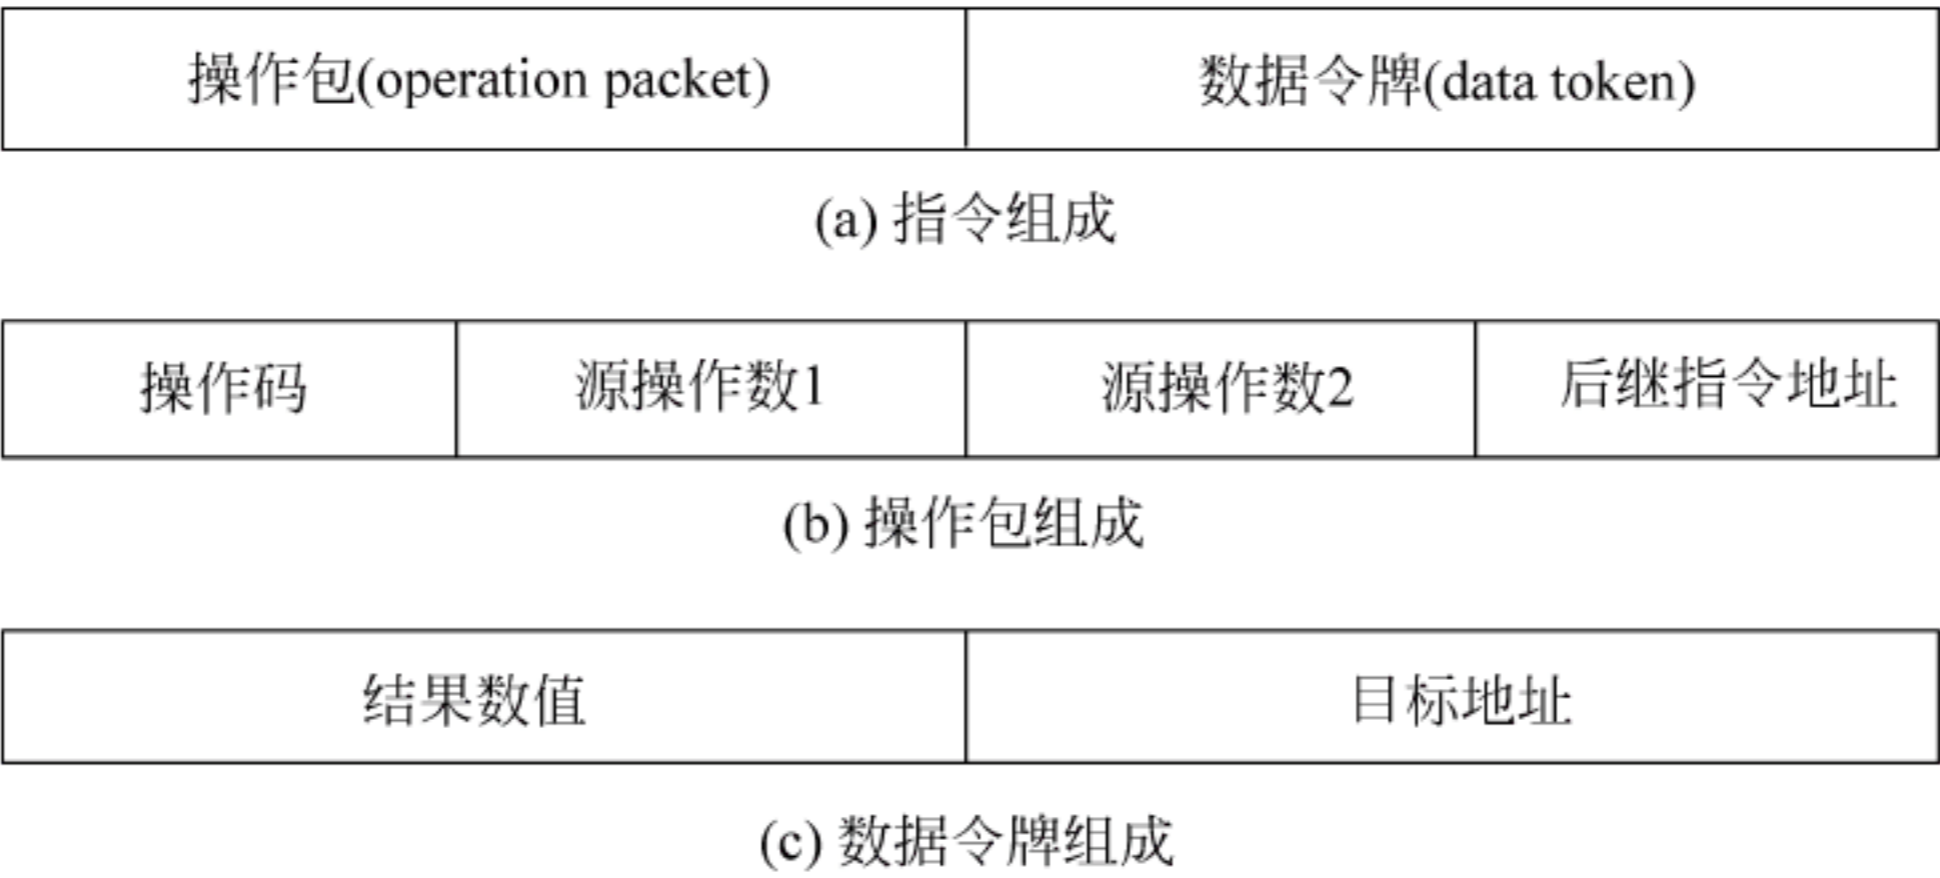 操作包(operation packet) 数据令牌(data token)
(a) 指令组成
操作码 源操作数1 源操作数2 后继指令地址
(b) 操作包组成
结果数值 目标地址
(c) 数据令牌组成